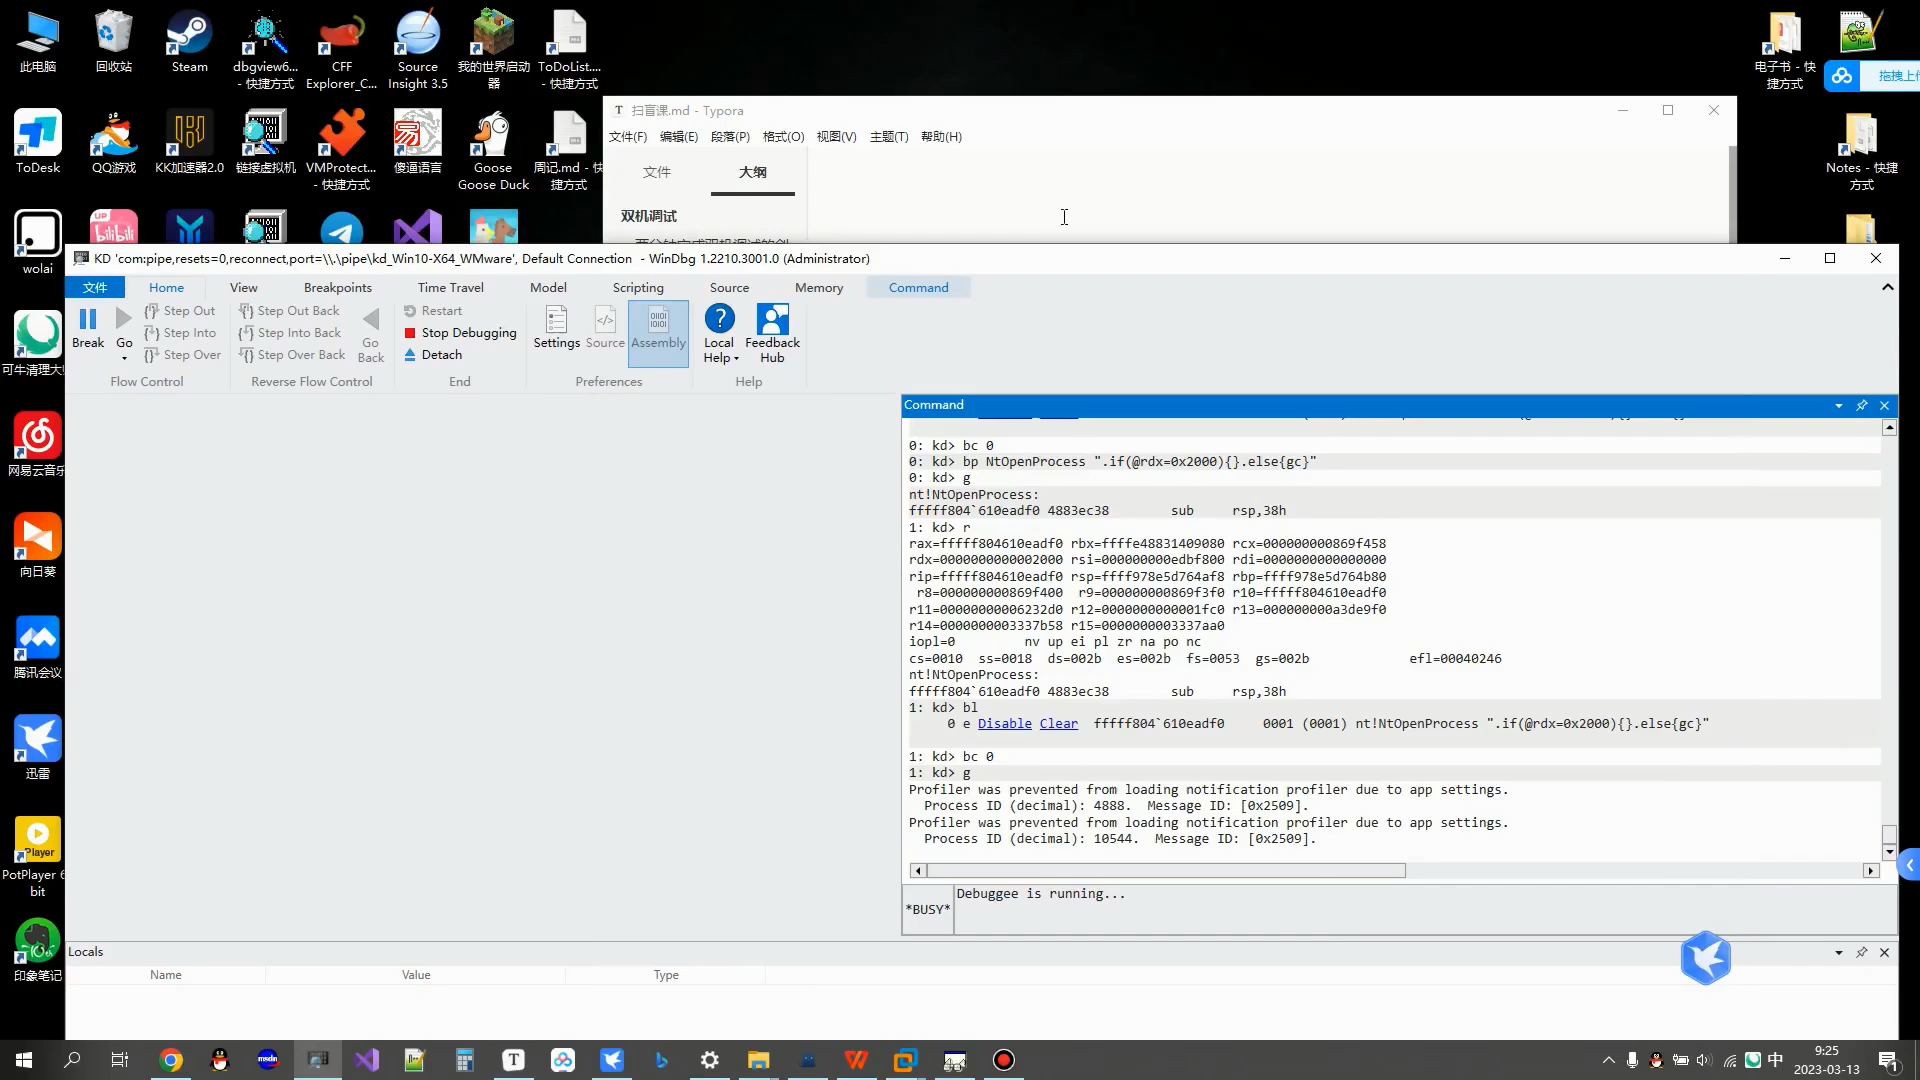 此电脑
回收站
Steam
dbgview6...
- 快捷方式
CFF
Explorer_C...
Source
Insight 3.5
我的世界启动
器
ToDoList....
- 快捷方式
电子书 - 快
捷方式
拖拽上传
ToDesk
QQ游戏
KK加速器2.0
链接虚拟机
VMProtect...
- 快捷方式
傻逼语言
Goose
Goose Duck
周记.md - 快
捷方式
Notes - 快捷
方式
T 扫盲课.md - Typora
文件(F) 编辑(E) 段落(P) 格式(O) 视图(V) 主题(T) 帮助(H)
文件 大纲
双机调试
wolai
可牛清理大师
网易云音乐
向日葵
腾讯会议
迅雷
PotPlayer 6
bit
印象笔记
KD 'com:pipe,resets=0,reconnect,port=\\.\pipe\kd_Win10-X64_WMware', Default Connection - WinDbg 1.2210.3001.0 (Administrator)
文件 Home View Breakpoints Time Travel Model Scripting Source Memory Command
Break
Go
Step Out
Step Into
Step Over
Flow Control
Step Out Back
Step Into Back
Step Over Back
Go
Back
Reverse Flow Control
Restart
Stop Debugging
Detach
End
Settings Source Assembly
Preferences
Local
Help
Feedback
Hub
Help
Command
0: kd> bc 0
0: kd> bp NtOpenProcess ".if(@rdx=0x2000){}.else{gc}"
0: kd> g
nt!NtOpenProcess:
fffff804`610eadf0 4883ec38        sub     rsp,38h
1: kd> r
rax=fffff804610eadf0 rbx=ffffe48831409080 rcx=000000000869f458
rdx=0000000000002000 rsi=000000000edbf800 rdi=0000000000000000
rip=fffff804610eadf0 rsp=ffff978e5d764af8 rbp=ffff978e5d764b80
r8=000000000869f400  r9=000000000869f3f0 r10=fffff804610eadf0
r11=00000000006232d0 r12=0000000000001fc0 r13=000000000a3de9f0
r14=0000000003337b58 r15=0000000003337aa0
iopl=0         nv up ei pl zr na po nc
cs=0010  ss=0018  ds=002b  es=002b  fs=0053  gs=002b             efl=00040246
nt!NtOpenProcess:
fffff804`610eadf0 4883ec38        sub     rsp,38h
1: kd> bl
0 e Disable Clear  fffff804`610eadf0     0001 (0001) nt!NtOpenProcess ".if(@rdx=0x2000){}.else{gc}"
1: kd> bc 0
1: kd> g
Profiler was prevented from loading notification profiler due to app settings.
Process ID (decimal): 4888.  Message ID: [0x2509].
Profiler was prevented from loading notification profiler due to app settings.
Process ID (decimal): 10544.  Message ID: [0x2509].
*BUSY*
Debuggee is running...
Locals
Name Value Type
中
9:25
2023-03-13